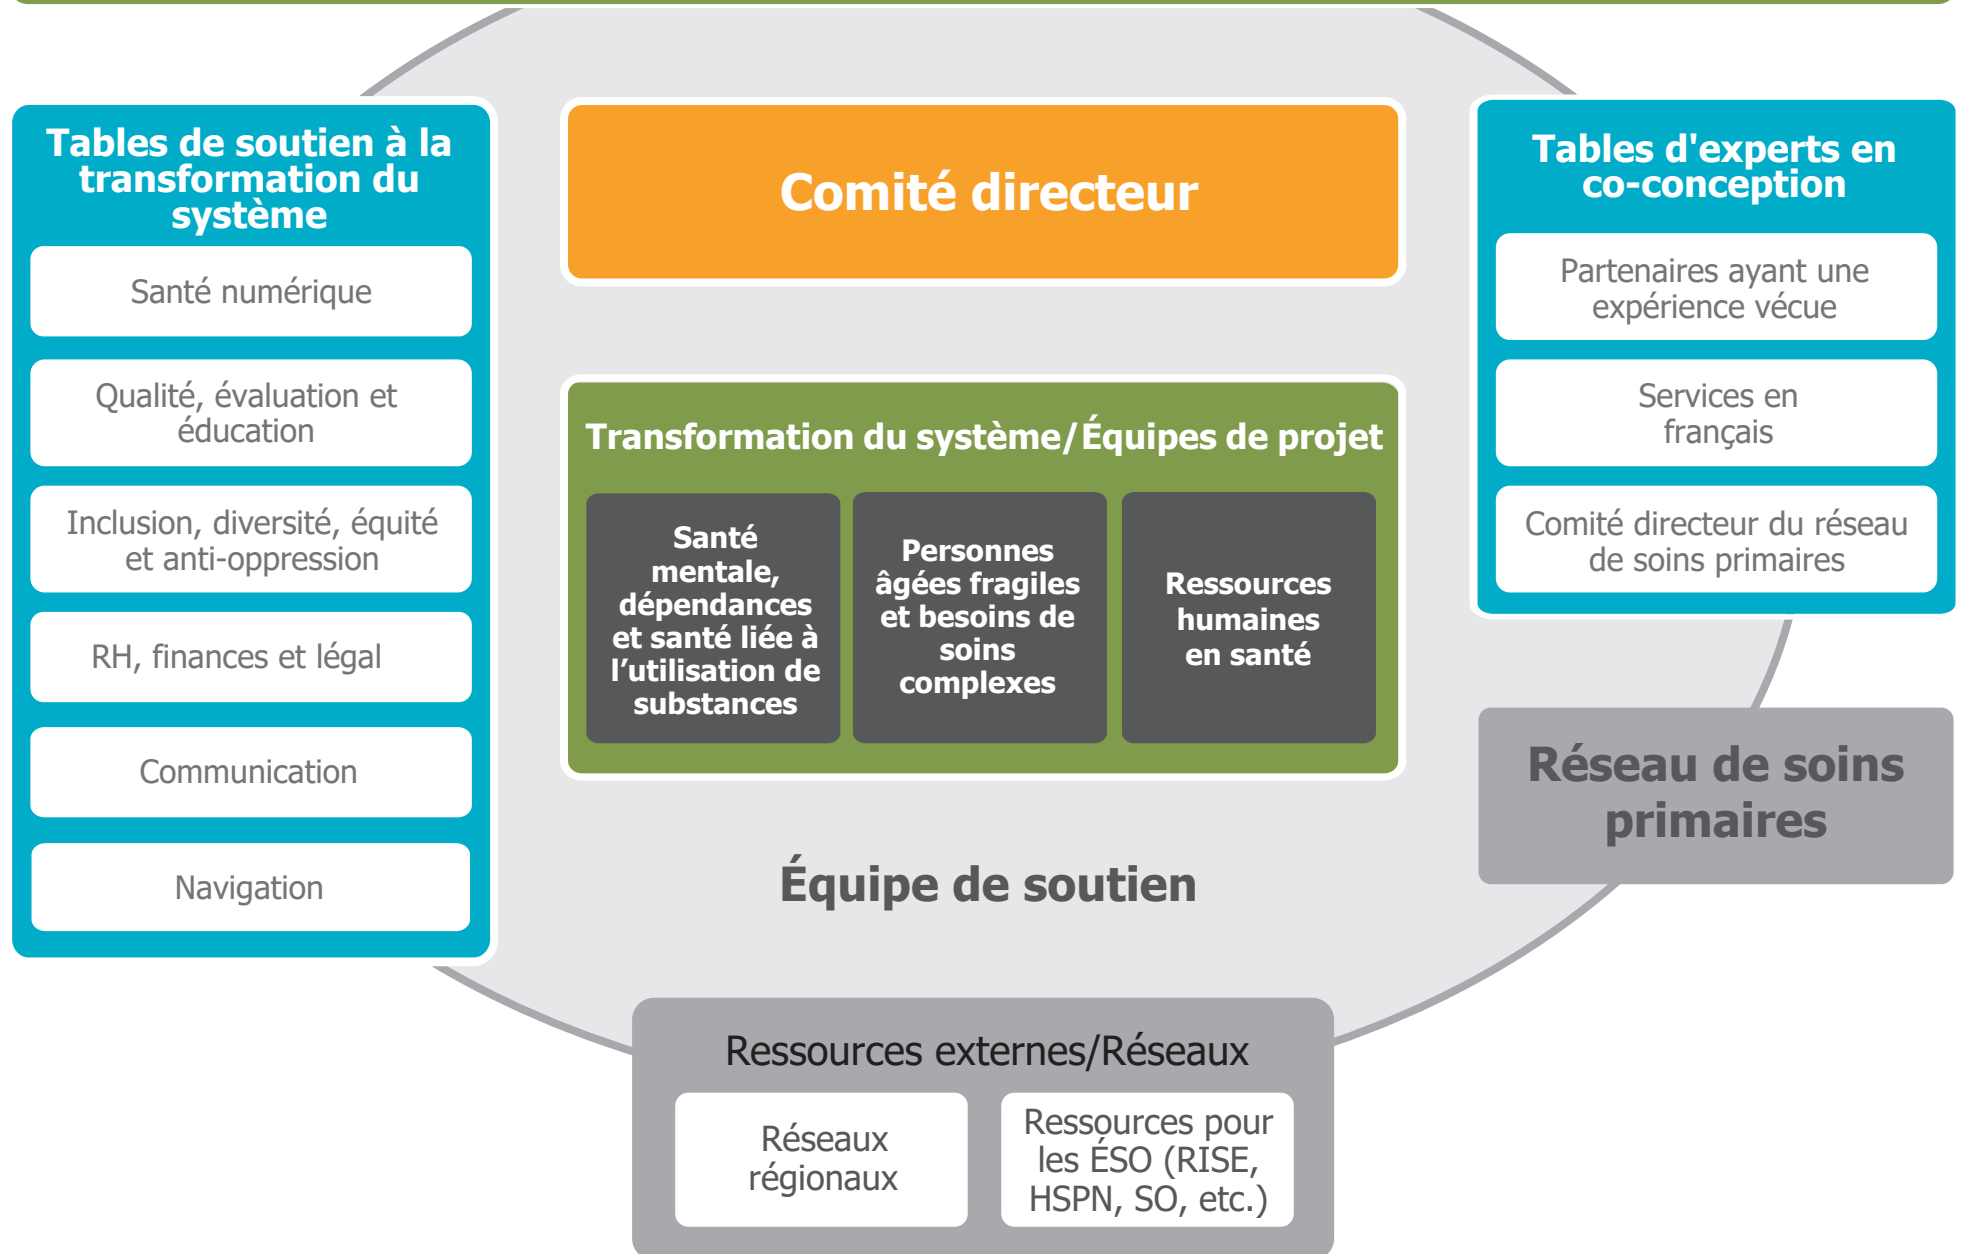 Tables de soutien à la
transformation du
système
Santé numérique
Qualité, évaluation et
éducation
Inclusion, diversité, équité
et anti-oppression
RH, finances et légal
Communication
Navigation
Comité directeur
Transformation du système/Équipes de projet
Santé
mentale,
dépendances
et santé liée à
l’utilisation de
substances
Personnes
âgées fragiles
et besoins de
soins
complexes
Ressources
humaines
en santé
Équipe de soutien
Tables d'experts en
co-conception
Partenaires ayant une
expérience vécue
Services en
français
Comité directeur du réseau
de soins primaires
Réseau de soins
primaires
Ressources externes/Réseaux
Réseaux
régionaux
Ressources pour
les ÉSO (RISE,
HSPN, SO, etc.)